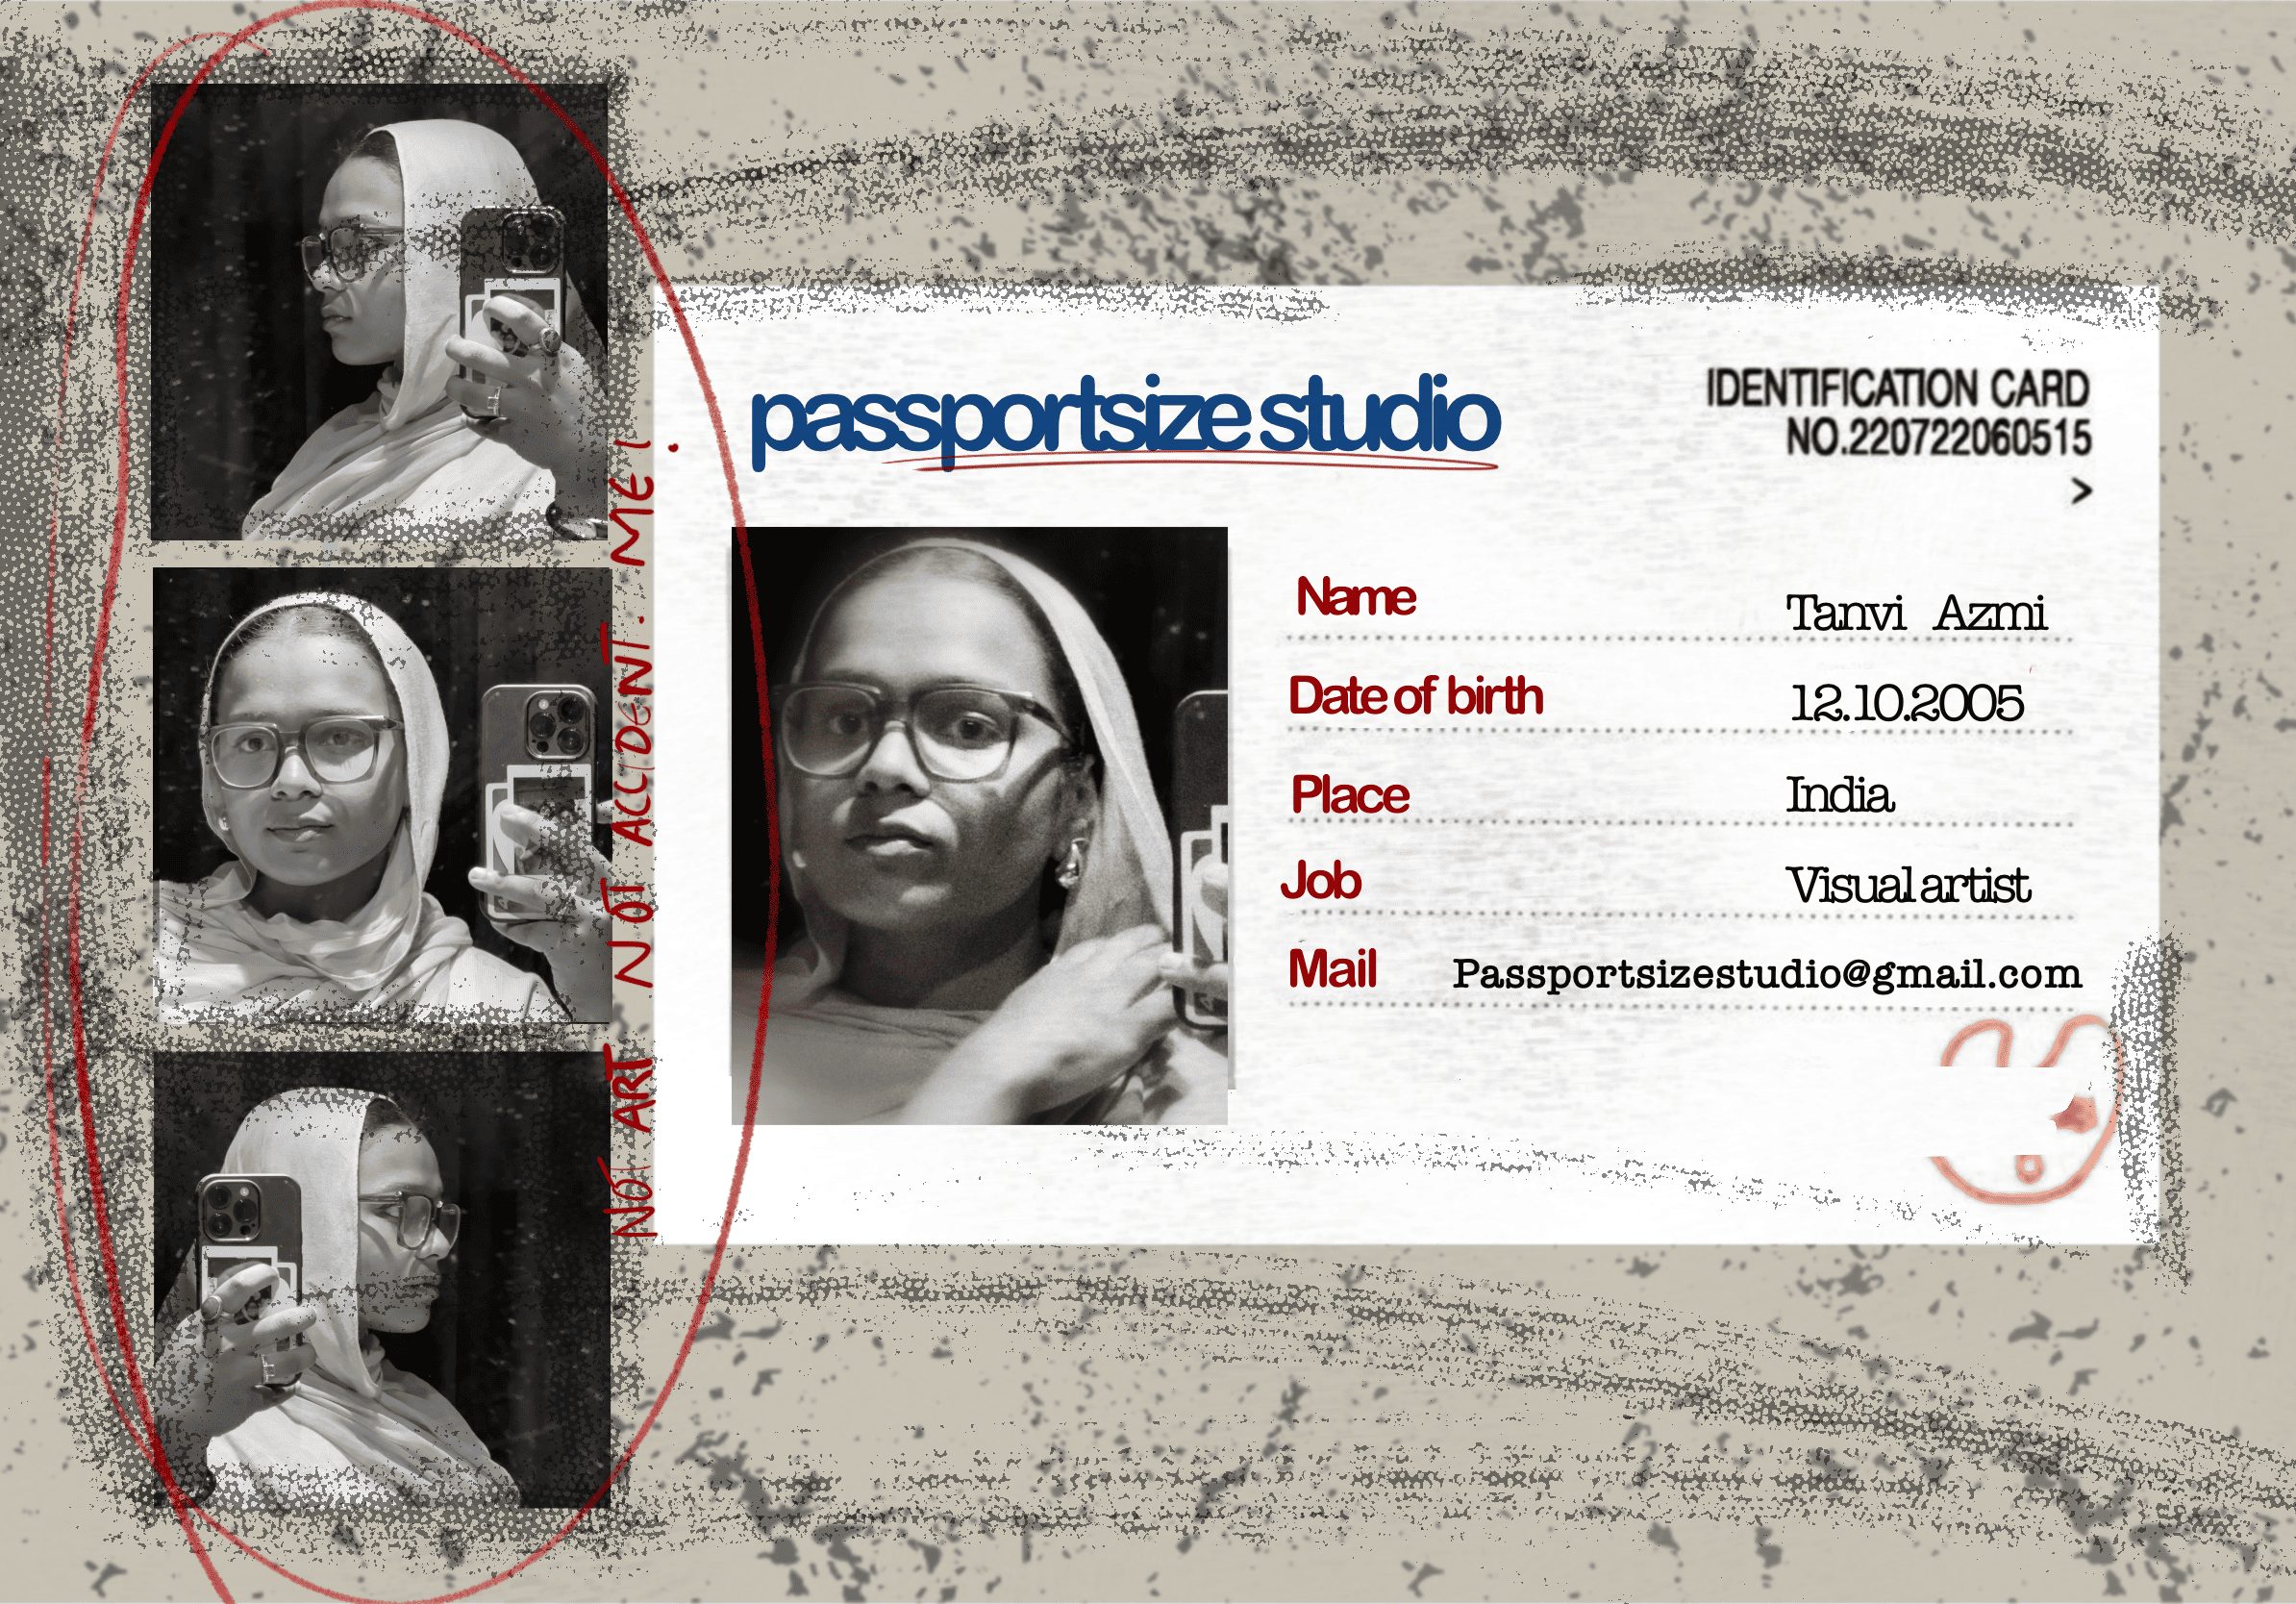 NOT ART NOT ACCIDENT. ME!.
passportsize studio
IDENTIFICATION CARD
NO.220722060515
>
Name Tanvi Azmi
Date of birth 12.10.2005
Place India
Job Visual artist
Mail Passportsizestudio@gmail.com